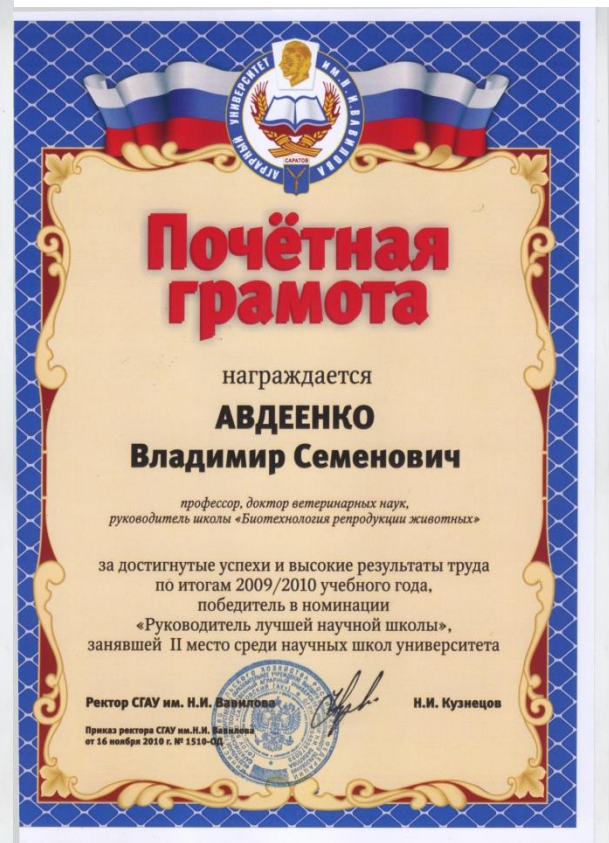 АГРАРНЫЙ УНИВЕРСИТЕТ ИМ. Н.И. ВАВИЛОВА
САРАТОВ
Почётная
грамота
награждается
АВДЕЕНКО
Владимир Семенович
профессор, доктор ветеринарных наук,
руководитель школы «Биотехнология репродукции животных»
за достигнутые успехи и высокие результаты труда
по итогам 2009/2010 учебного года,
победитель в номинации
«Руководитель лучшей научной школы»,
занявшей II место среди научных школ университета
Ректор СГАУ им. Н.И. Вавилова
Н.И. Кузнецов
Приказ ректора СГАУ им.Н.И. Вавилова
от 16 ноября 2010 г. № 1510-ОД